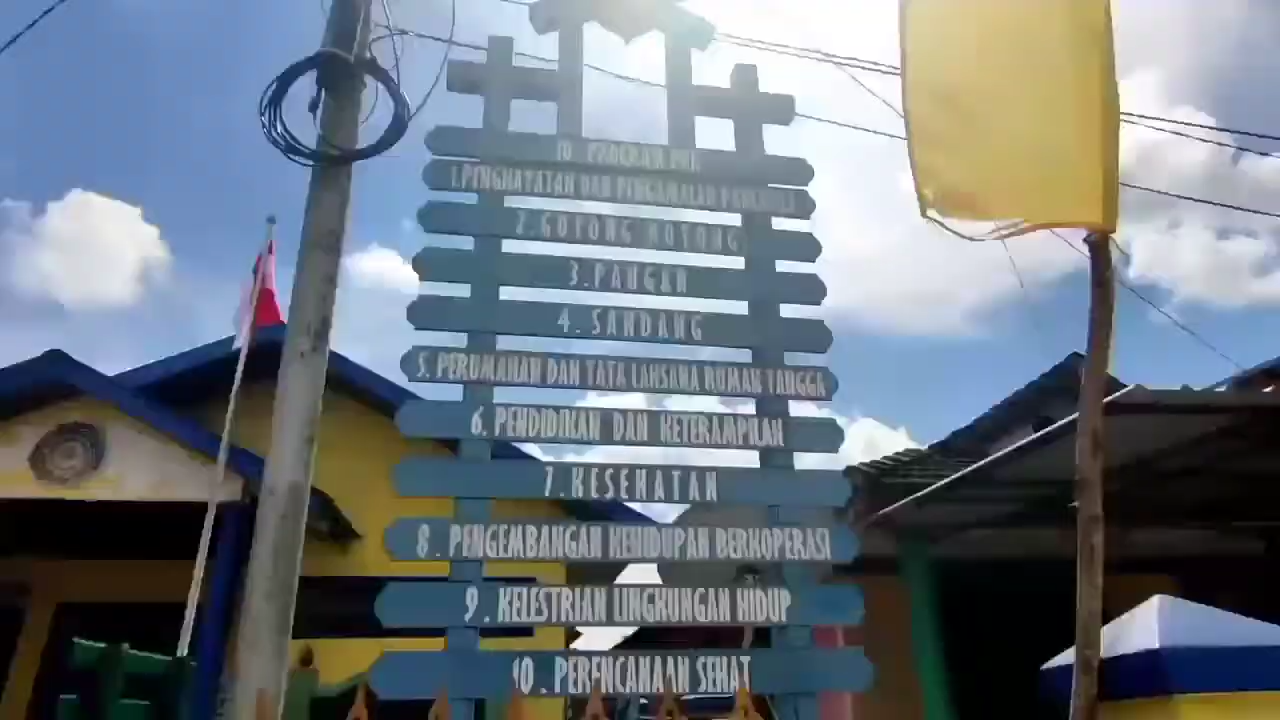 10 PROGRAM PKK
1.PENGHAYATAN DAN PENGAMALAN PANCASILA
2.GOTONG ROYONG
3.PANGAN
4. SANDANG
5. PERUMAHAN DAN TATA LAKSANA RUMAH TANGGA
6. PENDIDIKAN DAN KETERAMPILAN
7.KESEHATAN
8. PENGEMBANGAN KEHIDUPAN BERKOPERASI
9. KELESTRIAN LINGKUNGAN HIDUP
10. PERENCANAAN SEHAT